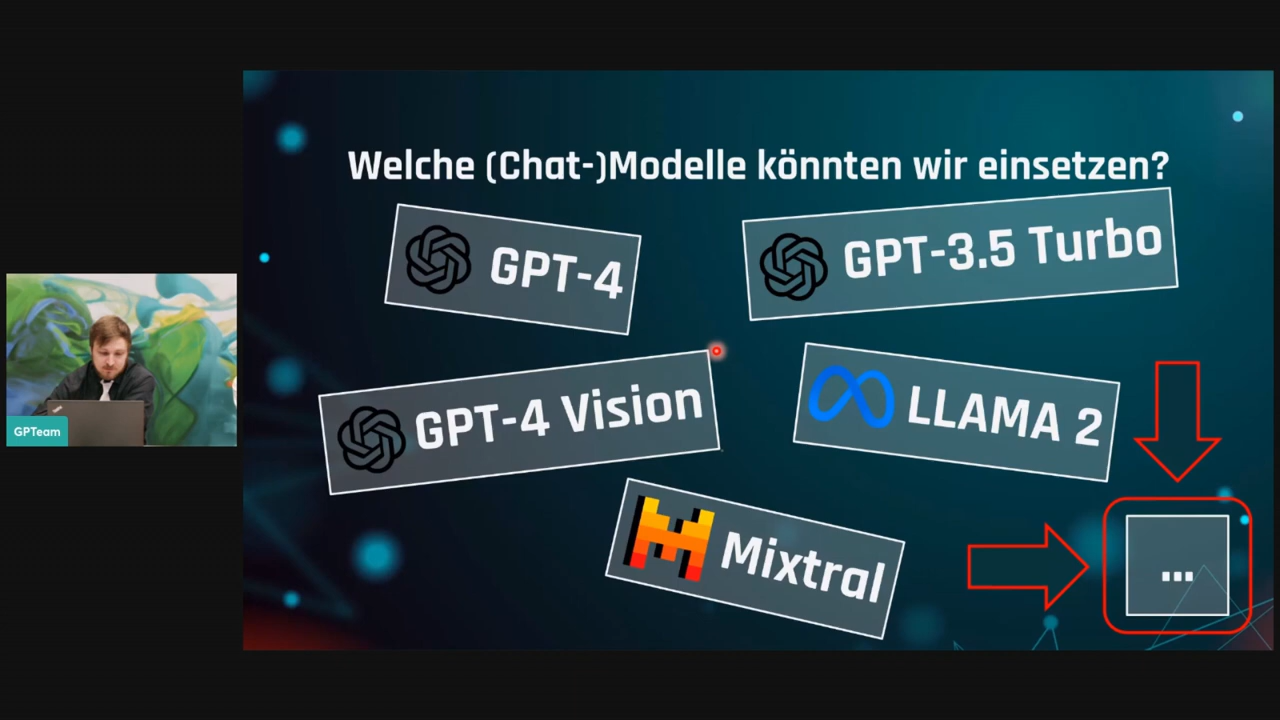 Welche (Chat-)Modelle könnten wir einsetzen?
GPT-4
GPT-3.5 Turbo
GPT-4 Vision
LLAMA 2
Mixtral
...
GPTeam